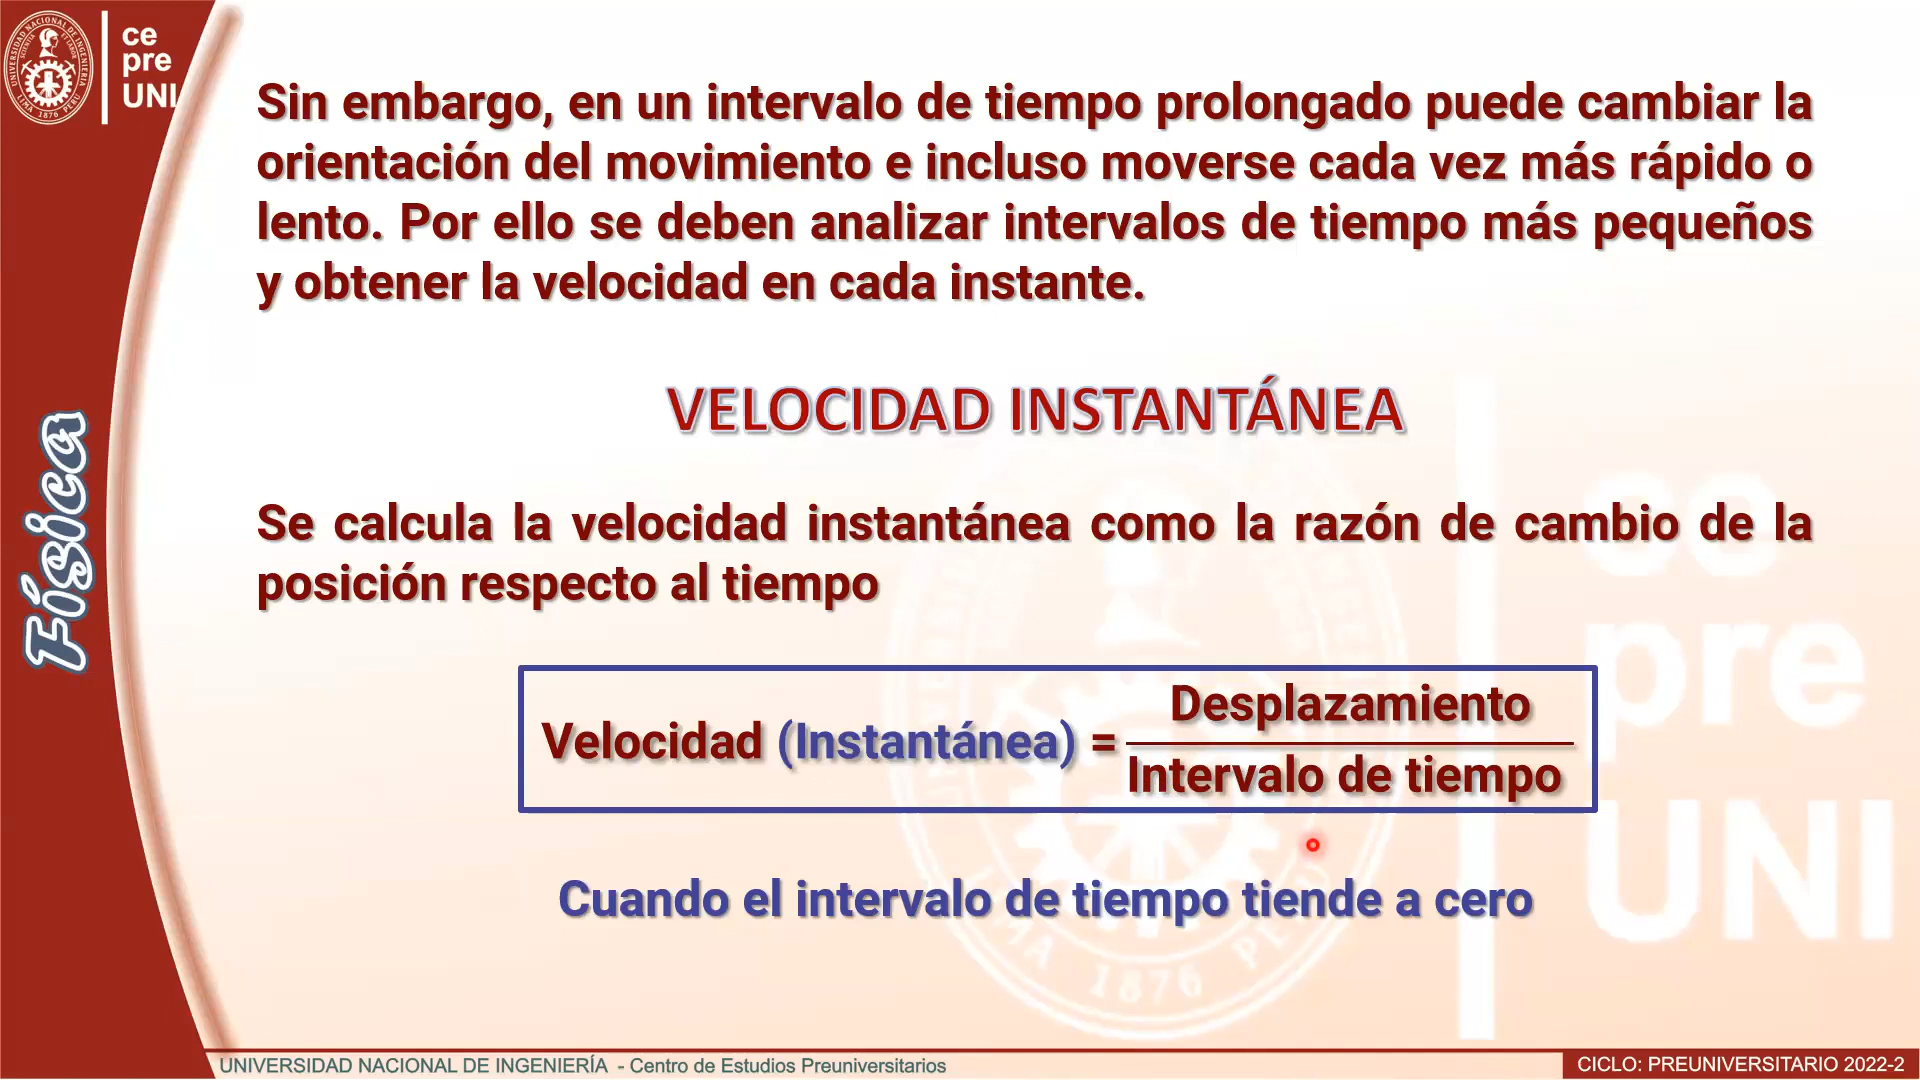 ce
pre
UNI
Sin embargo, en un intervalo de tiempo prolongado puede cambiar la
orientación del movimiento e incluso moverse cada vez más rápido o
lento. Por ello se deben analizar intervalos de tiempo más pequeños
y obtener la velocidad en cada instante.
VELOCIDAD INSTANTÁNEA
Se calcula la velocidad instantánea como la razón de cambio de la
posición respecto al tiempo
Desplazamiento
Velocidad (Instantánea) =
Intervalo de tiempo
Cuando el intervalo de tiempo tiende a cero
Física
UNIVERSIDAD NACIONAL DE INGENIERÍA - Centro de Estudios Preuniversitarios
CICLO: PREUNIVERSITARIO 2022-2